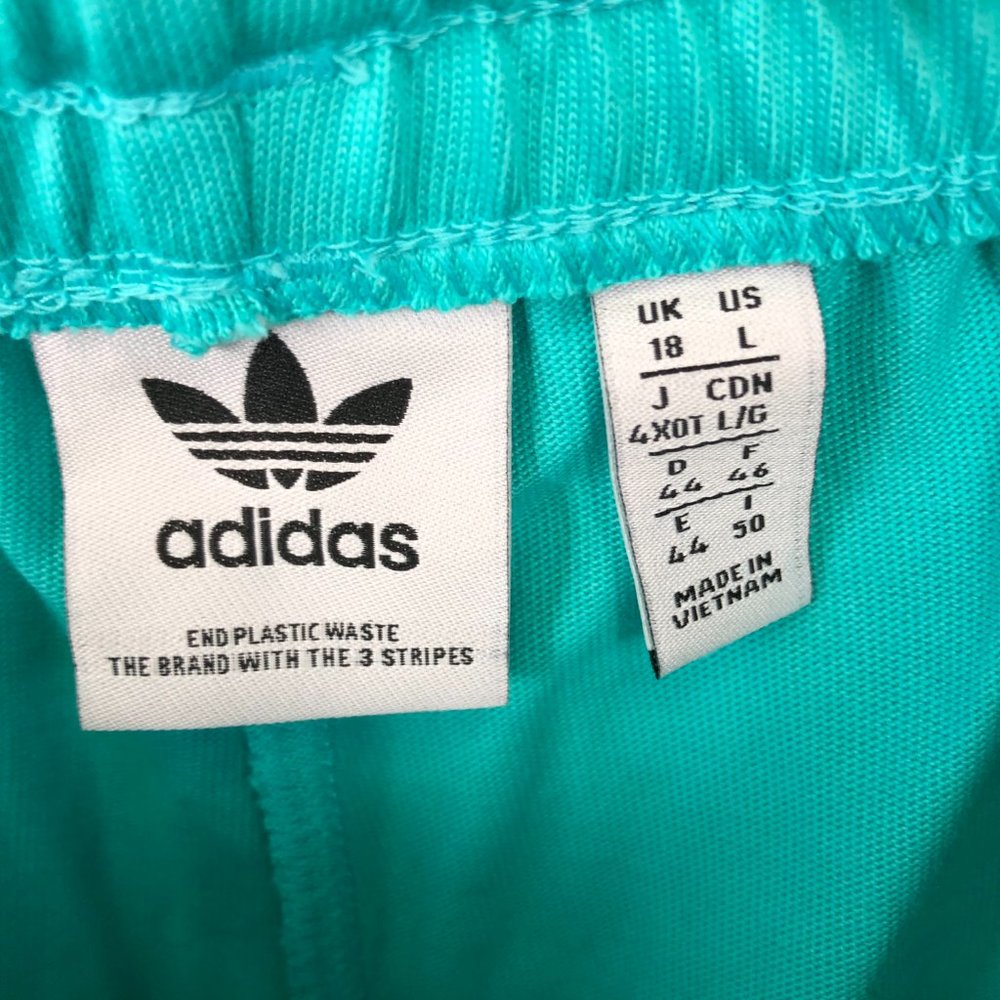 adidas
END PLASTIC WASTE
THE BRAND WITH THE 3 STRIPES
UK US
18 L
J CDN
4XOT L/G
D F
44 46
E I
44 50
MADE IN
VIETNAM